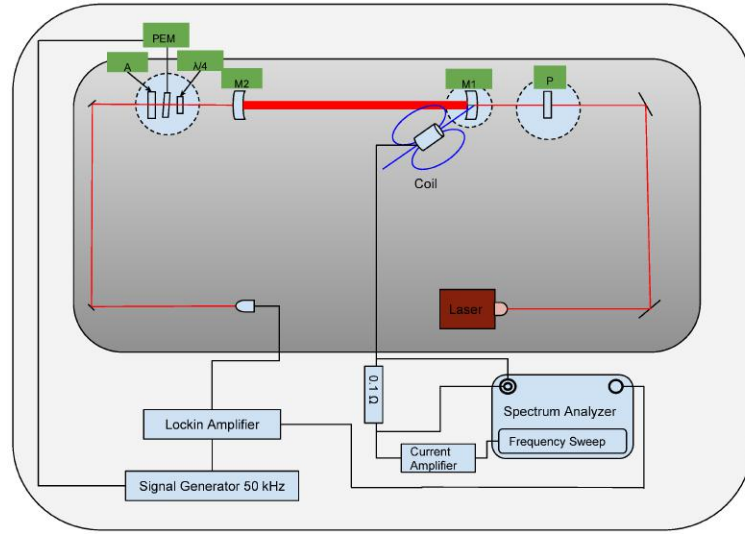 PEM
A
λ/4
M2
M1
P
Coil
Laser
0.1 Ω
Spectrum Analyzer
Frequency Sweep
Lockin Amplifier
Current
Amplifier
Signal Generator 50 kHz